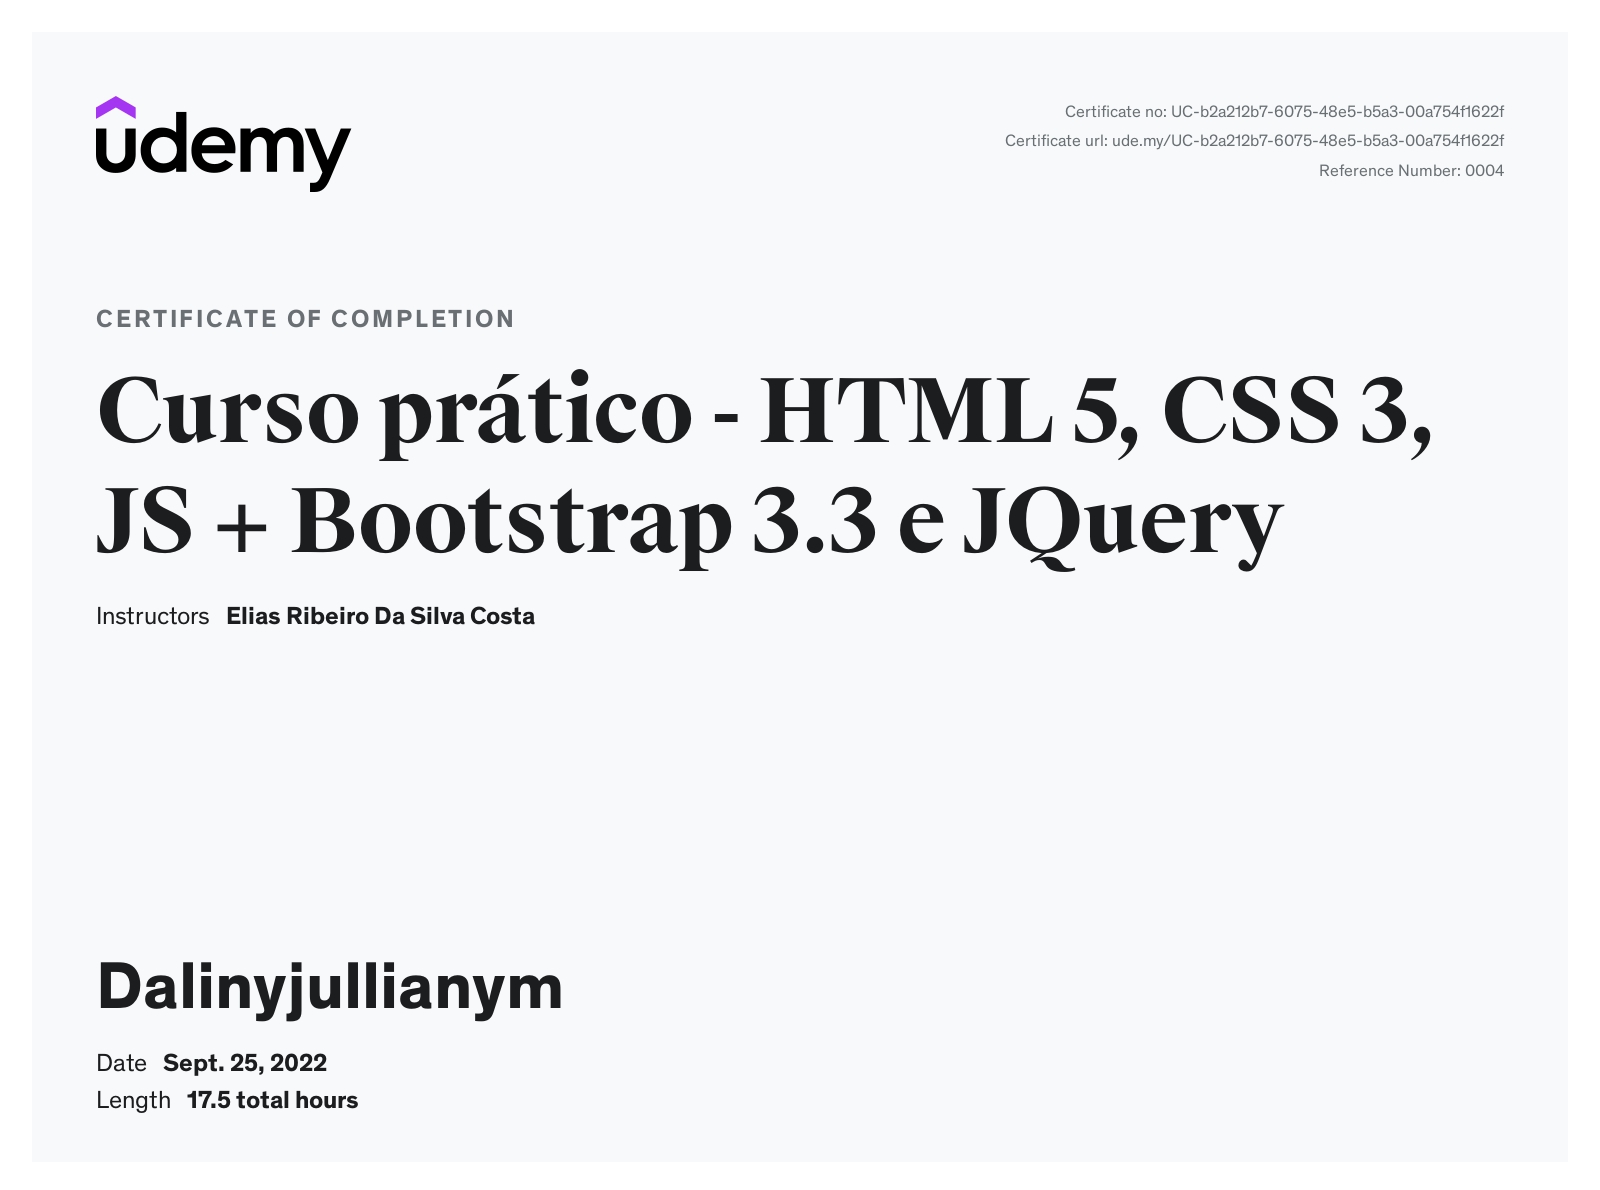 udemy
Certificate no: UC-b2a212b7-6075-48e5-b5a3-00a754f1622f
Certificate url: ude.my/UC-b2a212b7-6075-48e5-b5a3-00a754f1622f
Reference Number: 0004
CERTIFICATE OF COMPLETION
Curso prático - HTML 5, CSS 3,
JS + Bootstrap 3.3 e JQuery
Instructors Elias Ribeiro Da Silva Costa
Dalinyjullianym
Date Sept. 25, 2022
Length 17.5 total hours